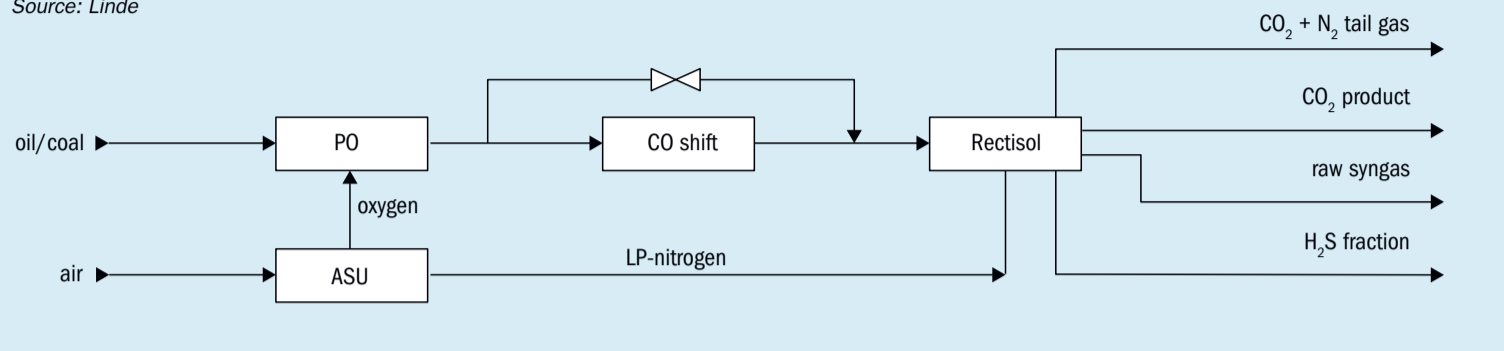 Source: Linde
CO₂ + N₂ tail gas
CO₂ product
oil/coal
PO
CO shift
Rectisol
raw syngas
oxygen
H₂S fraction
LP-nitrogen
air
ASU